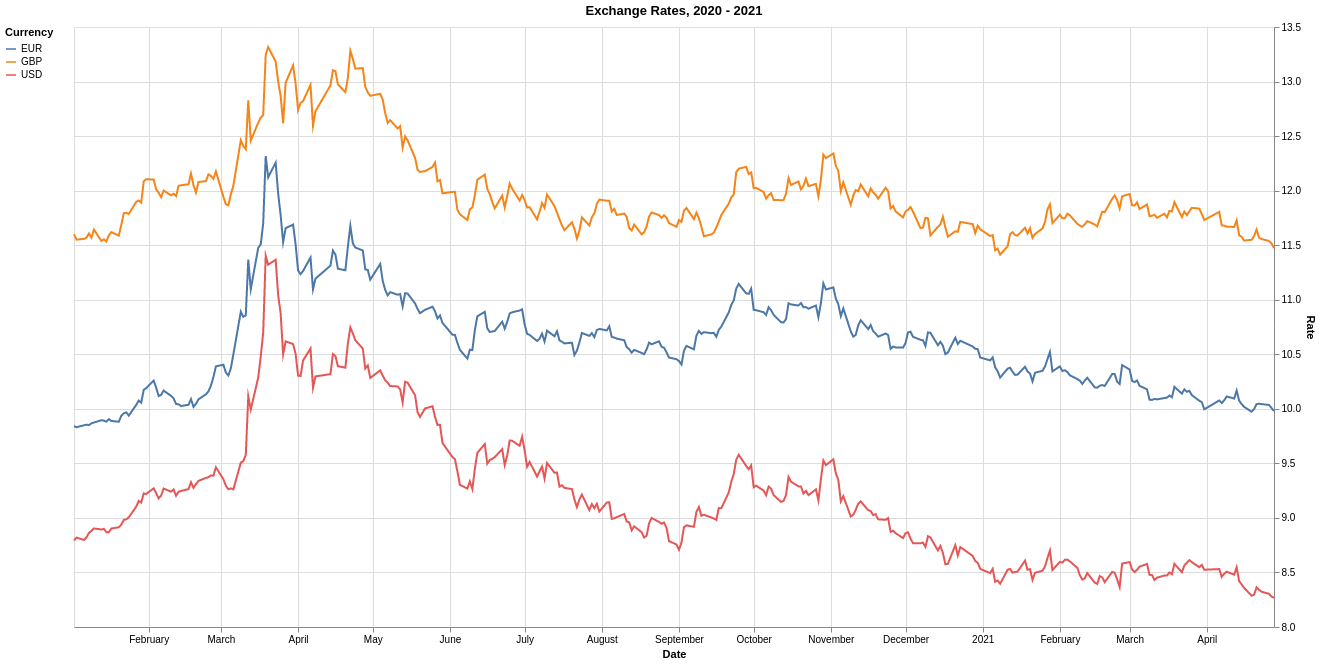 Exchange Rates, 2020 - 2021
Currency
EUR
GBP
USD
13.5
13.0
12.5
12.0
11.5
11.0
10.5
10.0
9.5
9.0
8.5
8.0
Rate
February March April May June July August September October November December 2021 February March April
Date